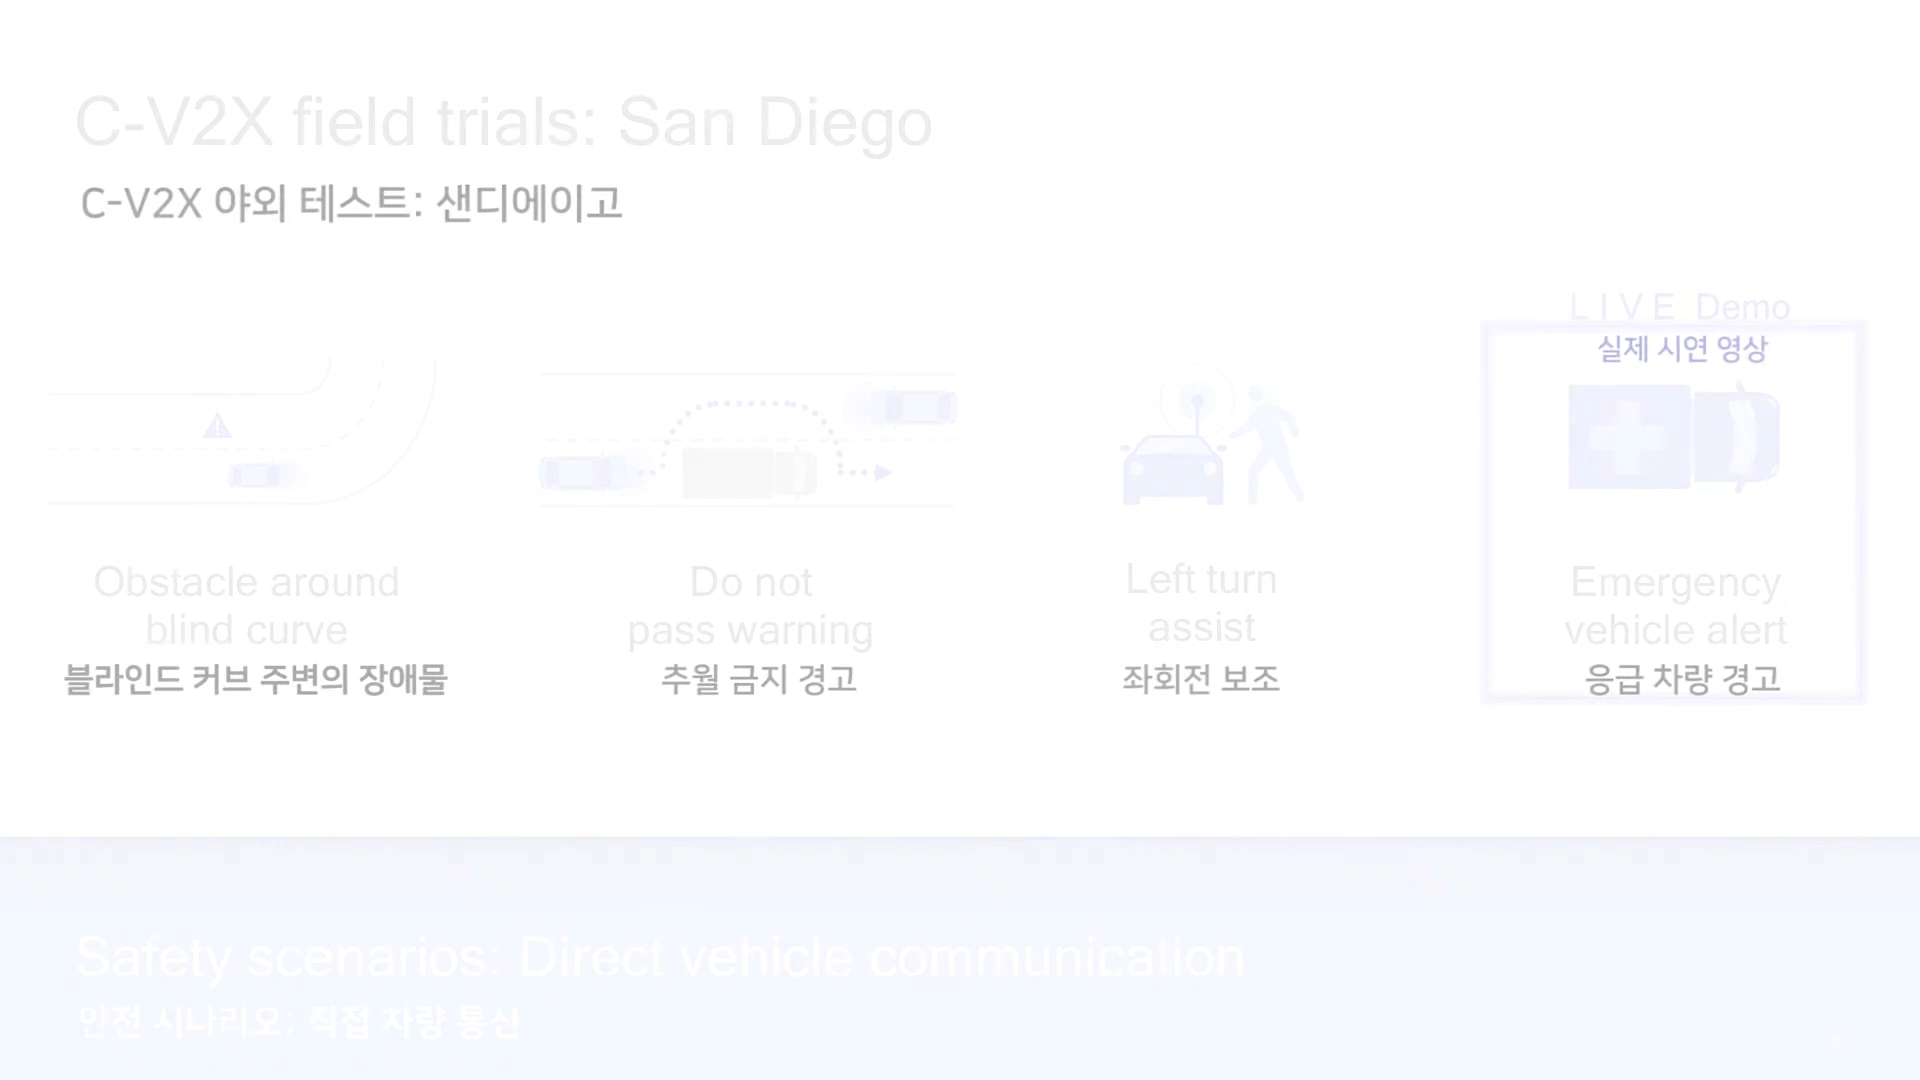 C-V2X field trials: San Diego
C-V2X 야외 테스트: 샌디에이고
LIVE Demo
실제 시연 영상
Obstacle around
blind curve
블라인드 커브 주변의 장애물
Do not
pass warning
추월 금지 경고
Left turn
assist
좌회전 보조
Emergency
vehicle alert
응급 차량 경고
Safety scenarios: Direct vehicle communication
안전 시나리오: 직접 차량 통신